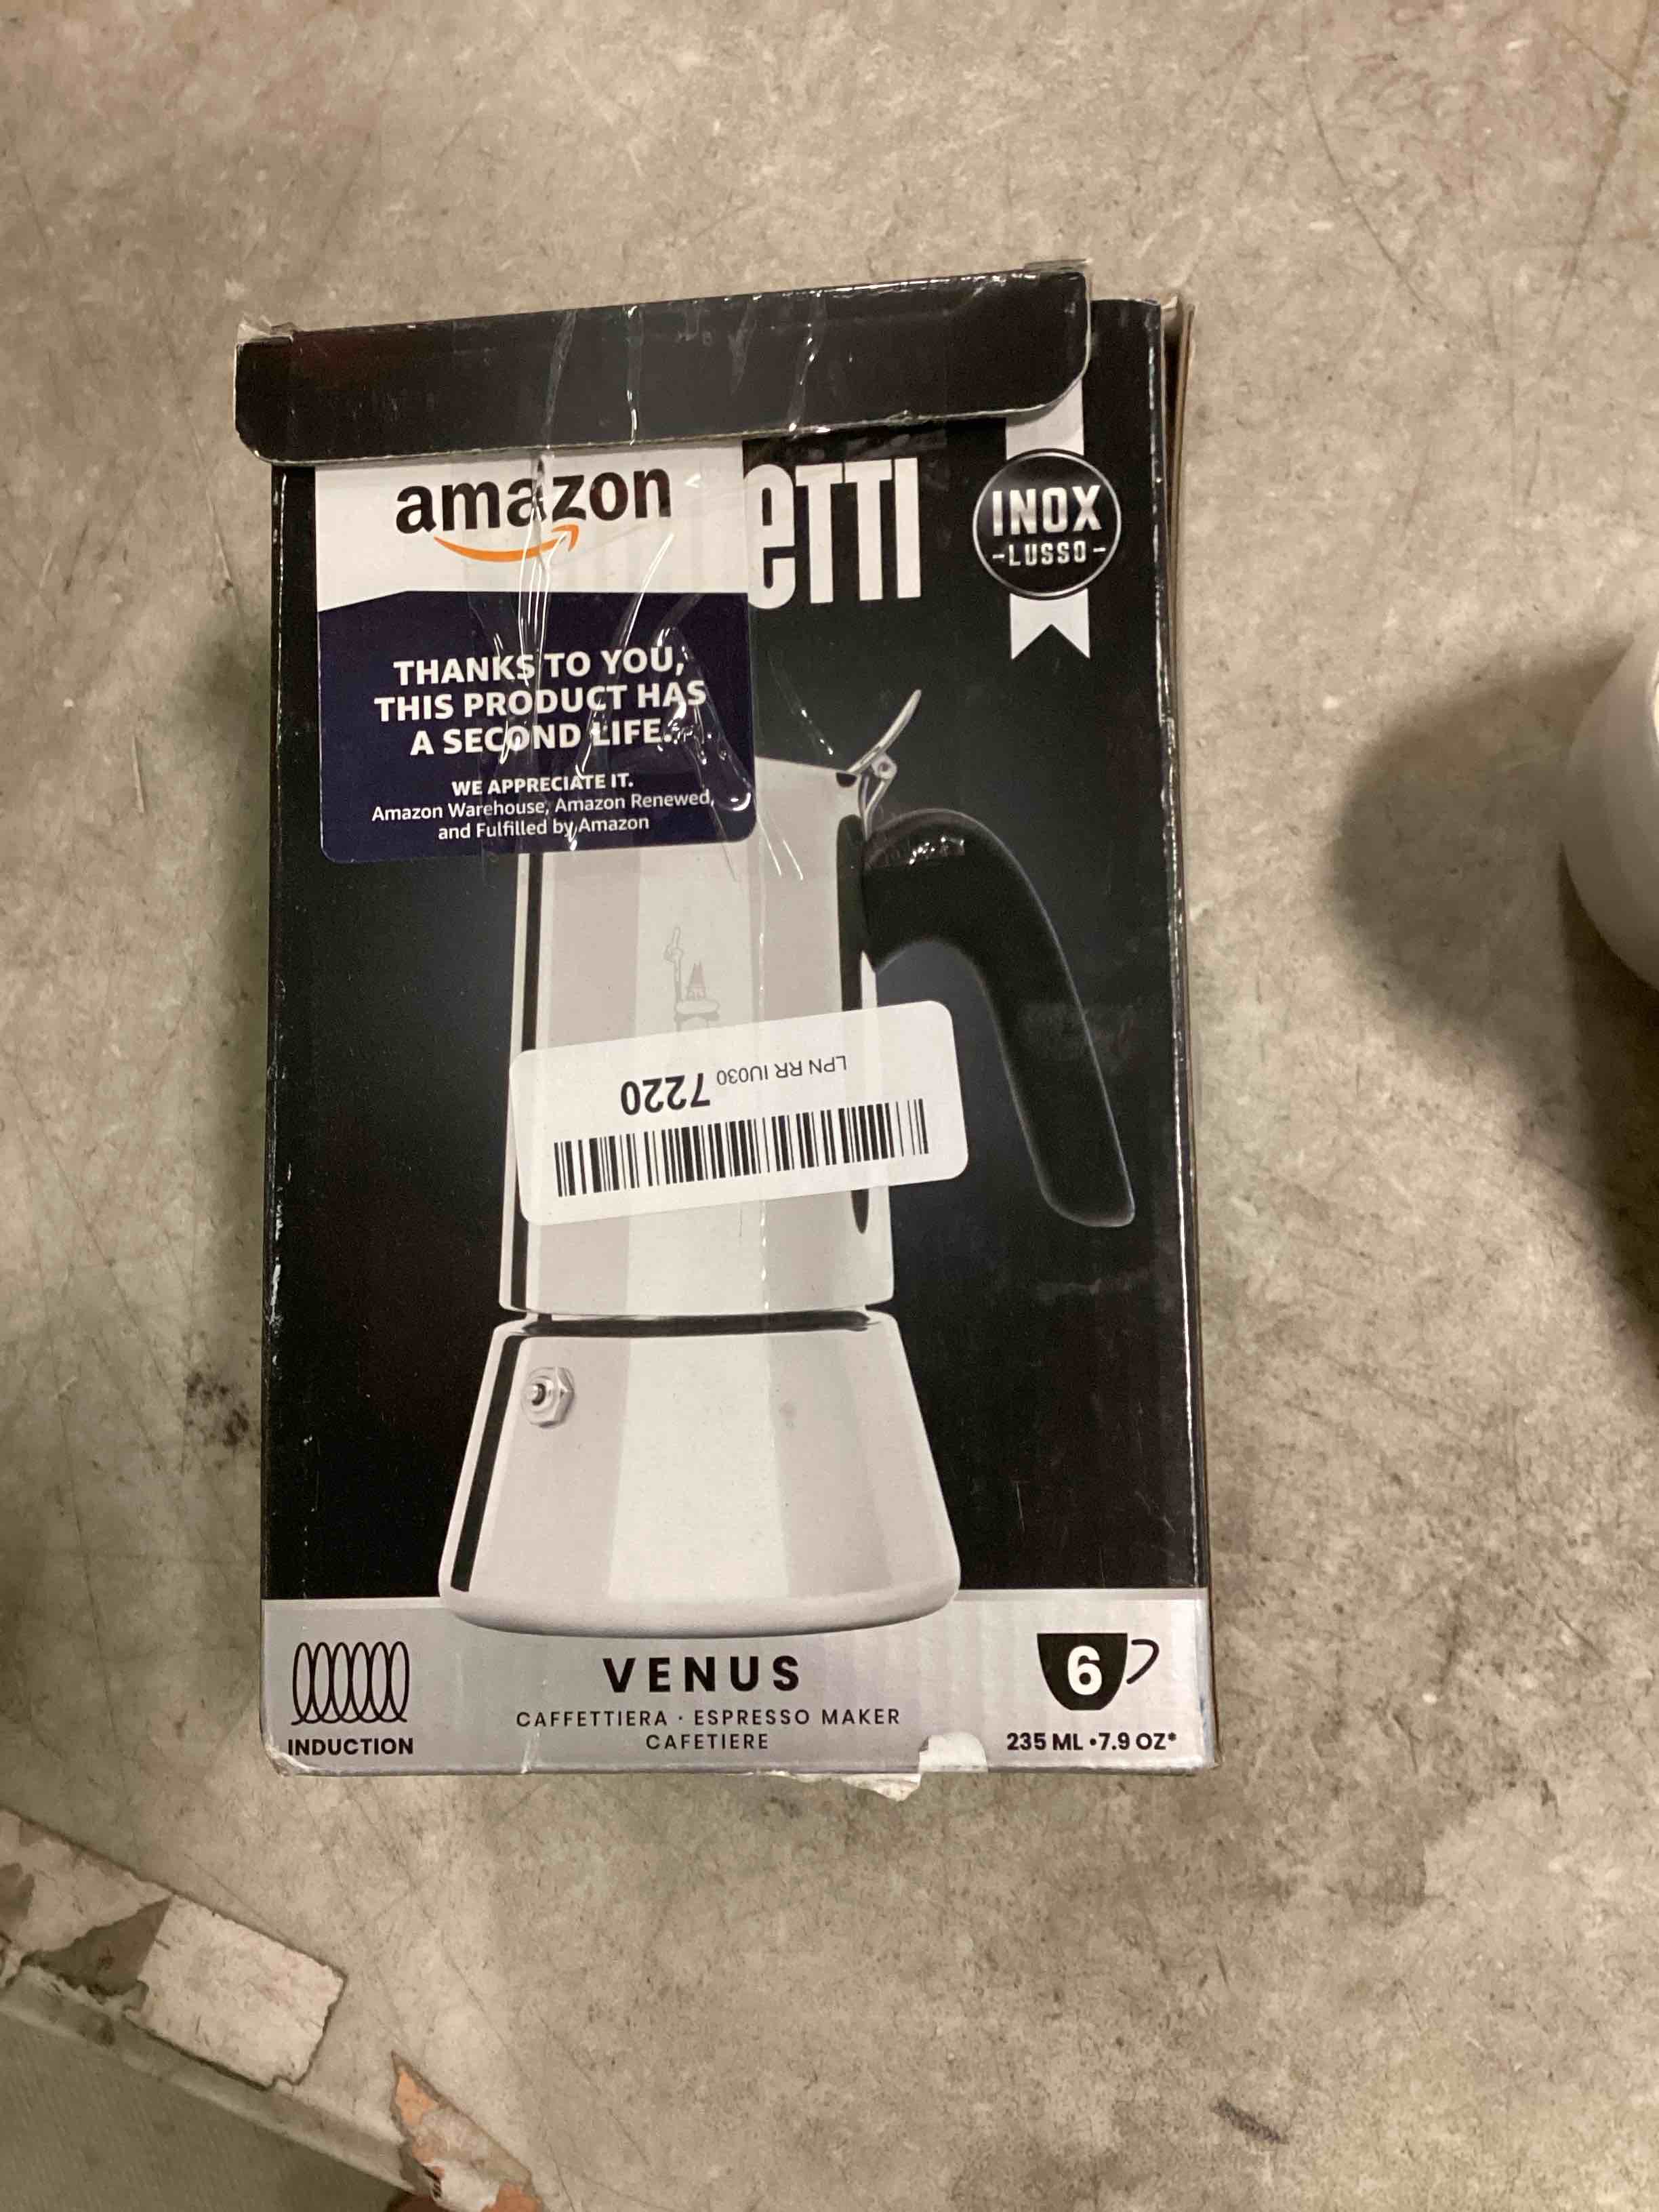 amazon
eTTI
INOX
-LUSSO-
THANKS TO YOU,
THIS PRODUCT HAS
A SECOND LIFE.
WE APPRECIATE IT.
Amazon Warehouse, Amazon Renewed,
and Fulfilled by Amazon
LPN RR IU030 7220
VENUS
CAFFETTIERA · ESPRESSO MAKER
CAFETIERE
INDUCTION
6
235 ML •7.9 OZ*